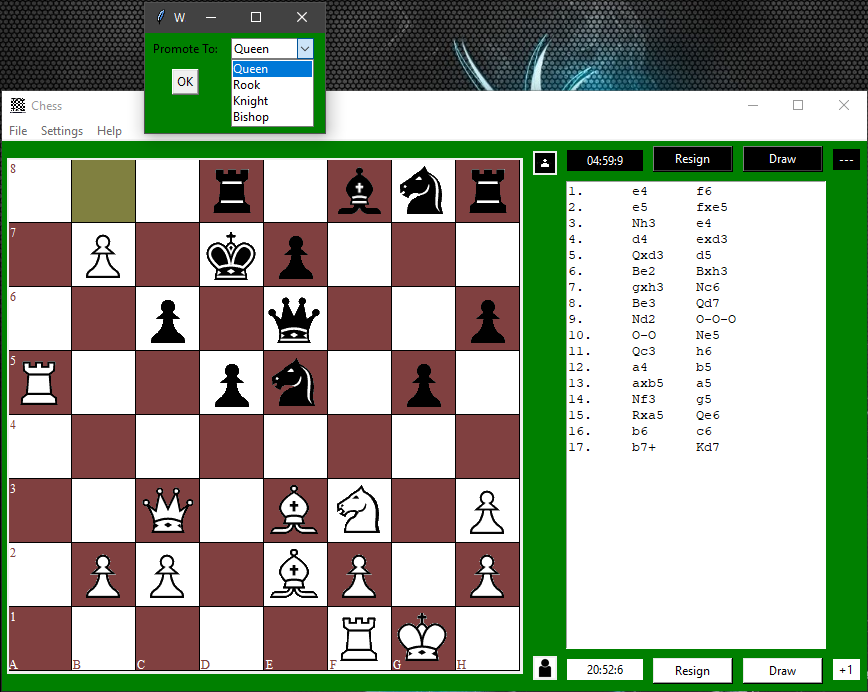 W
Promote To: Queen
Queen
OK
Rook
Knight
Bishop
Chess
File Settings Help
04:59:9 Resign Draw ---
8
7
6
5
4
3
2
1
A B C D E F G H
1. e4 f6
2. e5 fxe5
3. Nh3 e4
4. d4 exd3
5. Qxd3 d5
6. Be2 Bxh3
7. gxh3 Nc6
8. Be3 Qd7
9. Nd2 O-O-O
10. O-O Ne5
11. Qc3 h6
12. a4 b5
13. axb5 a5
14. Nf3 g5
15. Rxa5 Qe6
16. b6 c6
17. b7+ Kd7
20:52:6 Resign Draw +1